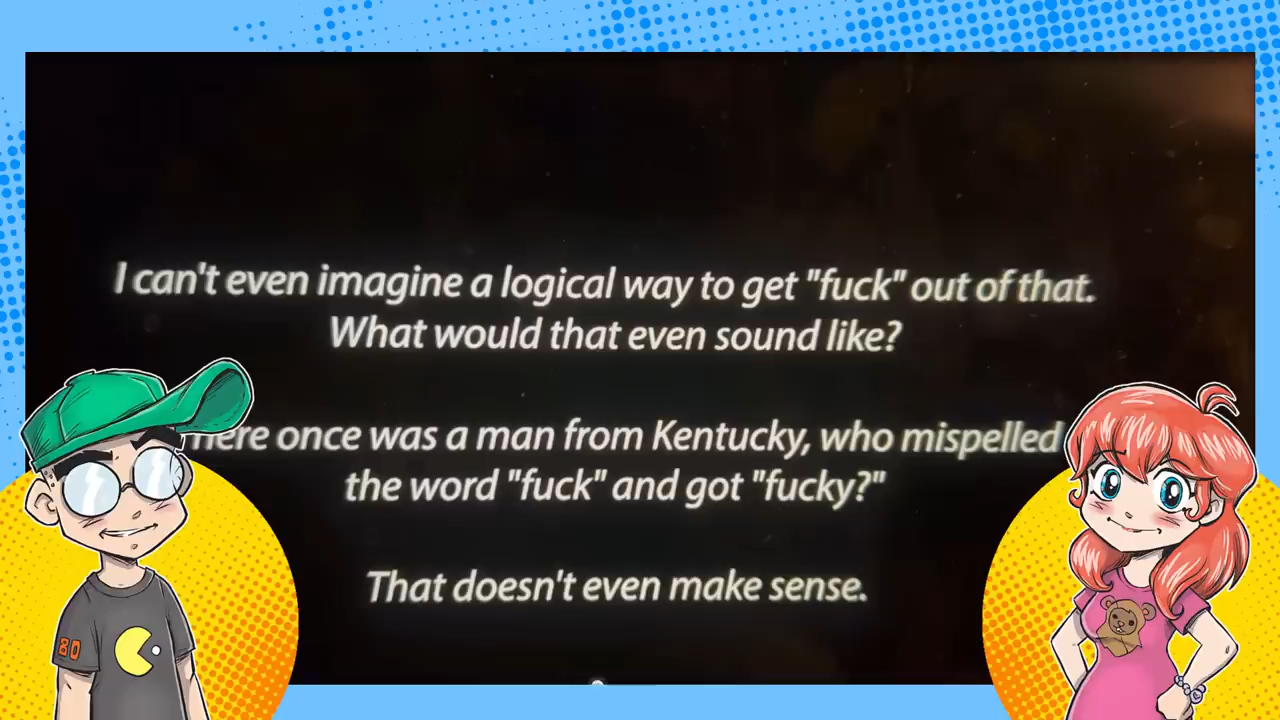 I can't even imagine a logical way to get "fuck" out of that.
What would that even sound like?
once was a man from Kentucky, who mispelled
the word "fuck" and got "fucky?"
That doesn't even make sense.
80